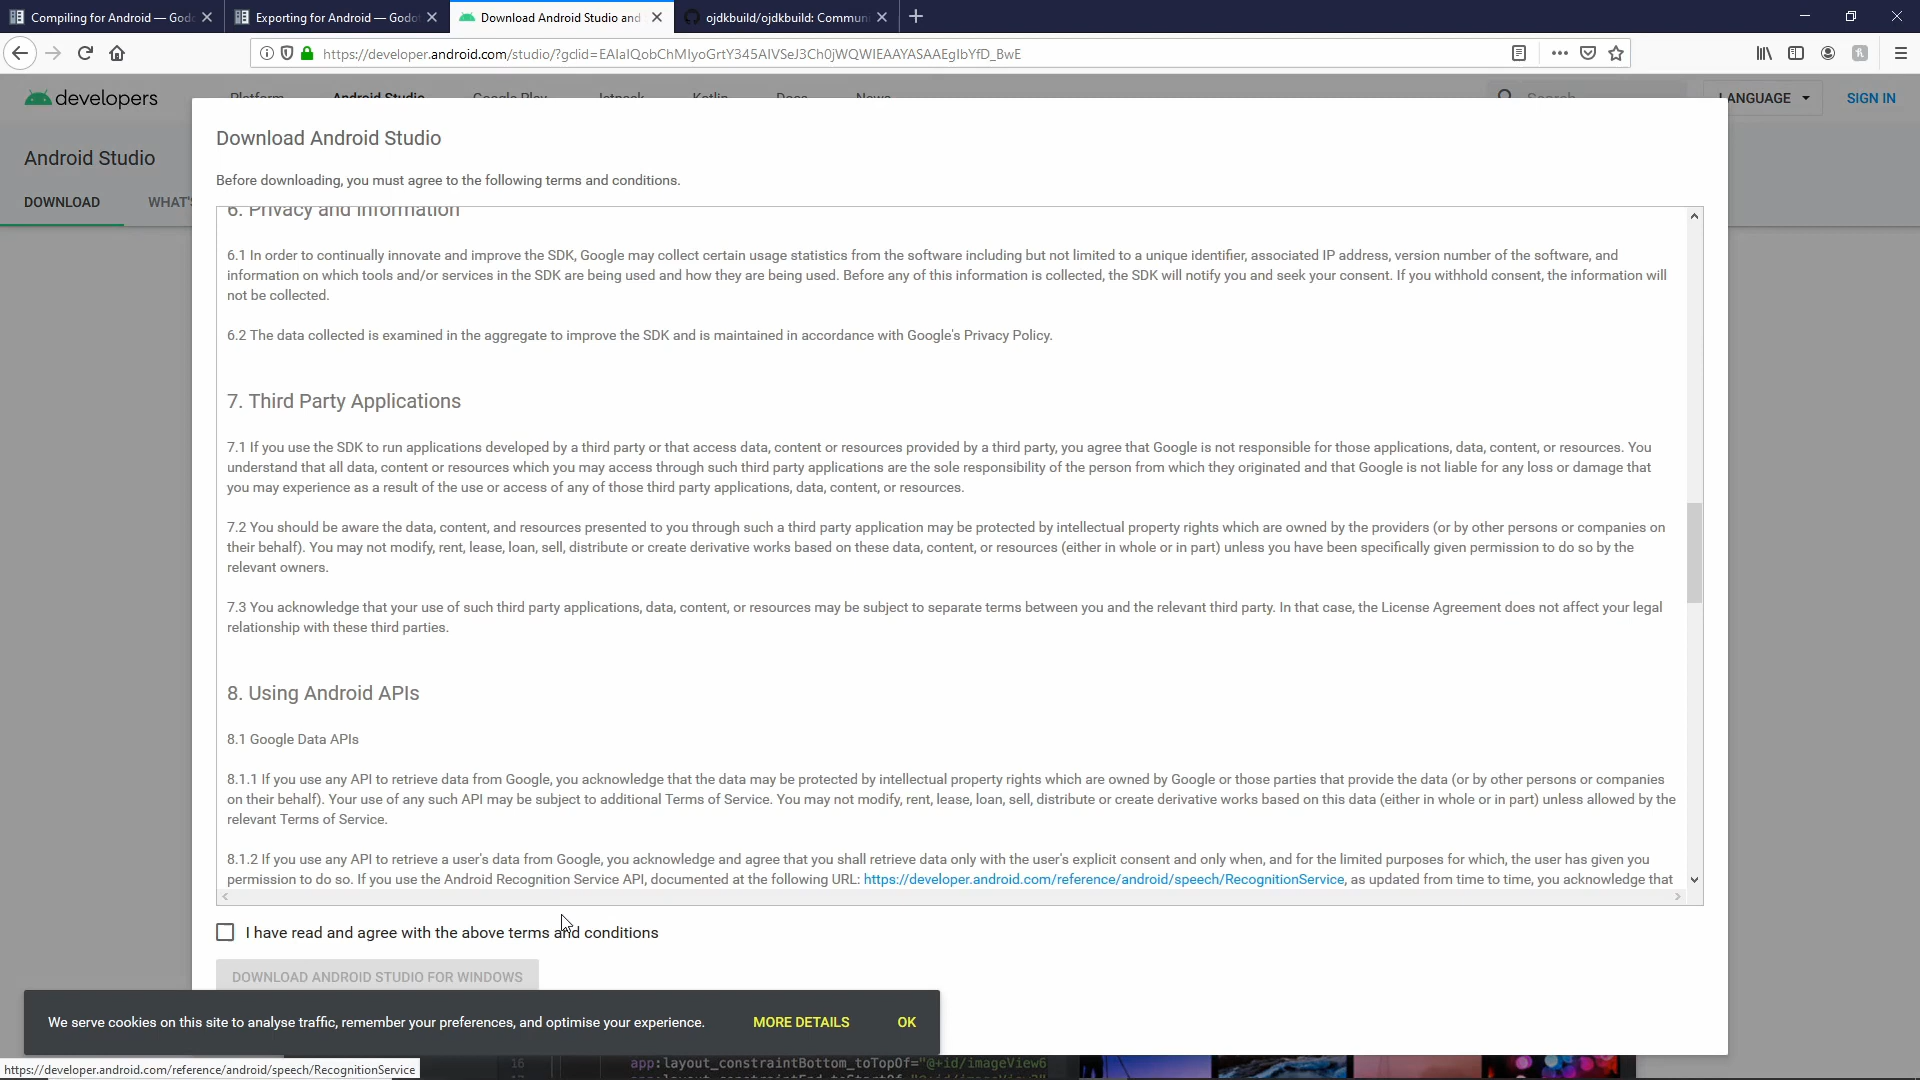 Compiling for Android — Godo
Exporting for Android — Godot
Download Android Studio and
ojdkbuild/ojdkbuild: Commun
https://developer.android.com/studio/?gclid=EAIaIQobChMIyoGrtY345AIVSeJ3Ch0jWQWIEAAYASAAEgIbYfD_BwE
developers
Platform Android Studio Google Play Jetpack Kotlin Docs News
Search
LANGUAGE
SIGN IN
Android Studio
DOWNLOAD WHAT'S
Download Android Studio
Before downloading, you must agree to the following terms and conditions.
6. Privacy and Information
6.1 In order to continually innovate and improve the SDK, Google may collect certain usage statistics from the software including but not limited to a unique identifier, associated IP address, version number of the software, and
information on which tools and/or services in the SDK are being used and how they are being used. Before any of this information is collected, the SDK will notify you and seek your consent. If you withhold consent, the information will
not be collected.
6.2 The data collected is examined in the aggregate to improve the SDK and is maintained in accordance with Google's Privacy Policy.
7. Third Party Applications
7.1 If you use the SDK to run applications developed by a third party or that access data, content or resources provided by a third party, you agree that Google is not responsible for those applications, data, content, or resources. You
understand that all data, content or resources which you may access through such third party applications are the sole responsibility of the person from which they originated and that Google is not liable for any loss or damage that
you may experience as a result of the use or access of any of those third party applications, data, content, or resources.
7.2 You should be aware the data, content, and resources presented to you through such a third party application may be protected by intellectual property rights which are owned by the providers (or by other persons or companies on
their behalf). You may not modify, rent, lease, loan, sell, distribute or create derivative works based on these data, content, or resources (either in whole or in part) unless you have been specifically given permission to do so by the
relevant owners.
7.3 You acknowledge that your use of such third party applications, data, content, or resources may be subject to separate terms between you and the relevant third party. In that case, the License Agreement does not affect your legal
relationship with these third parties.
8. Using Android APIs
8.1 Google Data APIs
8.1.1 If you use any API to retrieve data from Google, you acknowledge that the data may be protected by intellectual property rights which are owned by Google or those parties that provide the data (or by other persons or companies
on their behalf). Your use of any such API may be subject to additional Terms of Service. You may not modify, rent, lease, loan, sell, distribute or create derivative works based on this data (either in whole or in part) unless allowed by the
relevant Terms of Service.
8.1.2 If you use any API to retrieve a user's data from Google, you acknowledge and agree that you shall retrieve data only with the user's explicit consent and only when, and for the limited purposes for which, the user has given you
permission to do so. If you use the Android Recognition Service API, documented at the following URL: https://developer.android.com/reference/android/speech/RecognitionService, as updated from time to time, you acknowledge that
I have read and agree with the above terms and conditions
DOWNLOAD ANDROID STUDIO FOR WINDOWS
We serve cookies on this site to analyse traffic, remember your preferences, and optimise your experience. MORE DETAILS OK
16 app:layout_constraintBottom_toTopOf="@+id/imageView6
https://developer.android.com/reference/android/speech/RecognitionService